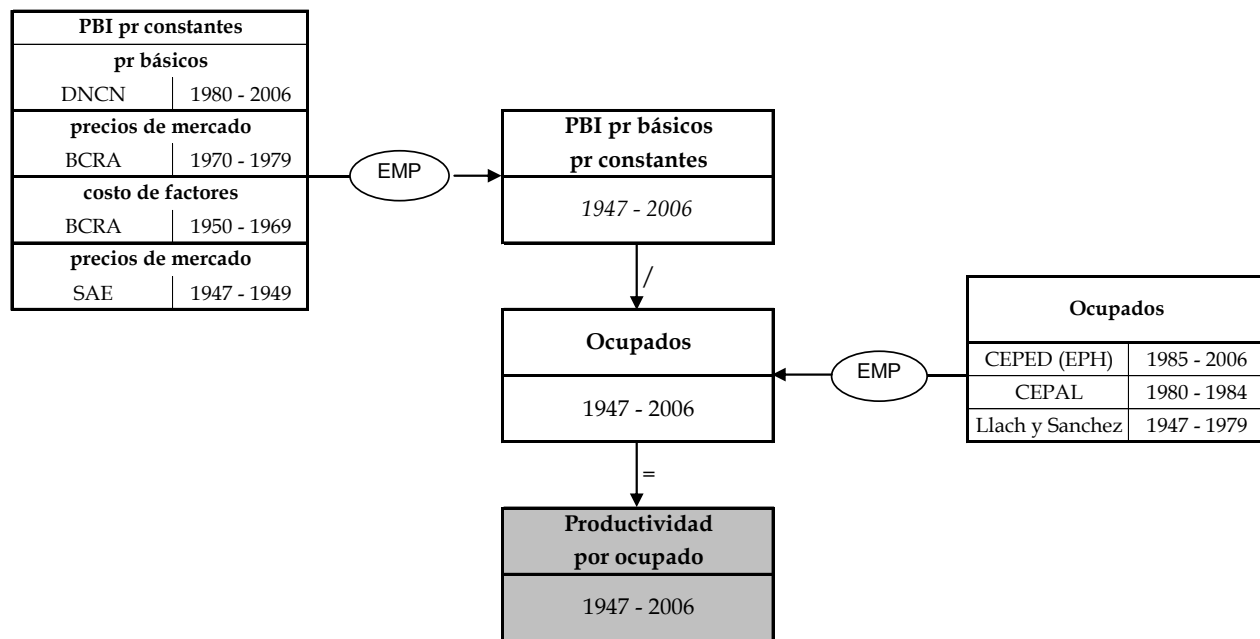 PBI pr constantes
pr básicos
DNCN 1980 - 2006
precios de mercado
BCRA 1970 - 1979
costo de factores
BCRA 1950 - 1969
precios de mercado
SAE 1947 - 1949
EMP
PBI pr básicos
pr constantes
1947 - 2006
/
Ocupados
1947 - 2006
EMP
Ocupados
CEPED (EPH) 1985 - 2006
CEPAL 1980 - 1984
Llach y Sanchez 1947 - 1979
=
Productividad
por ocupado
1947 - 2006